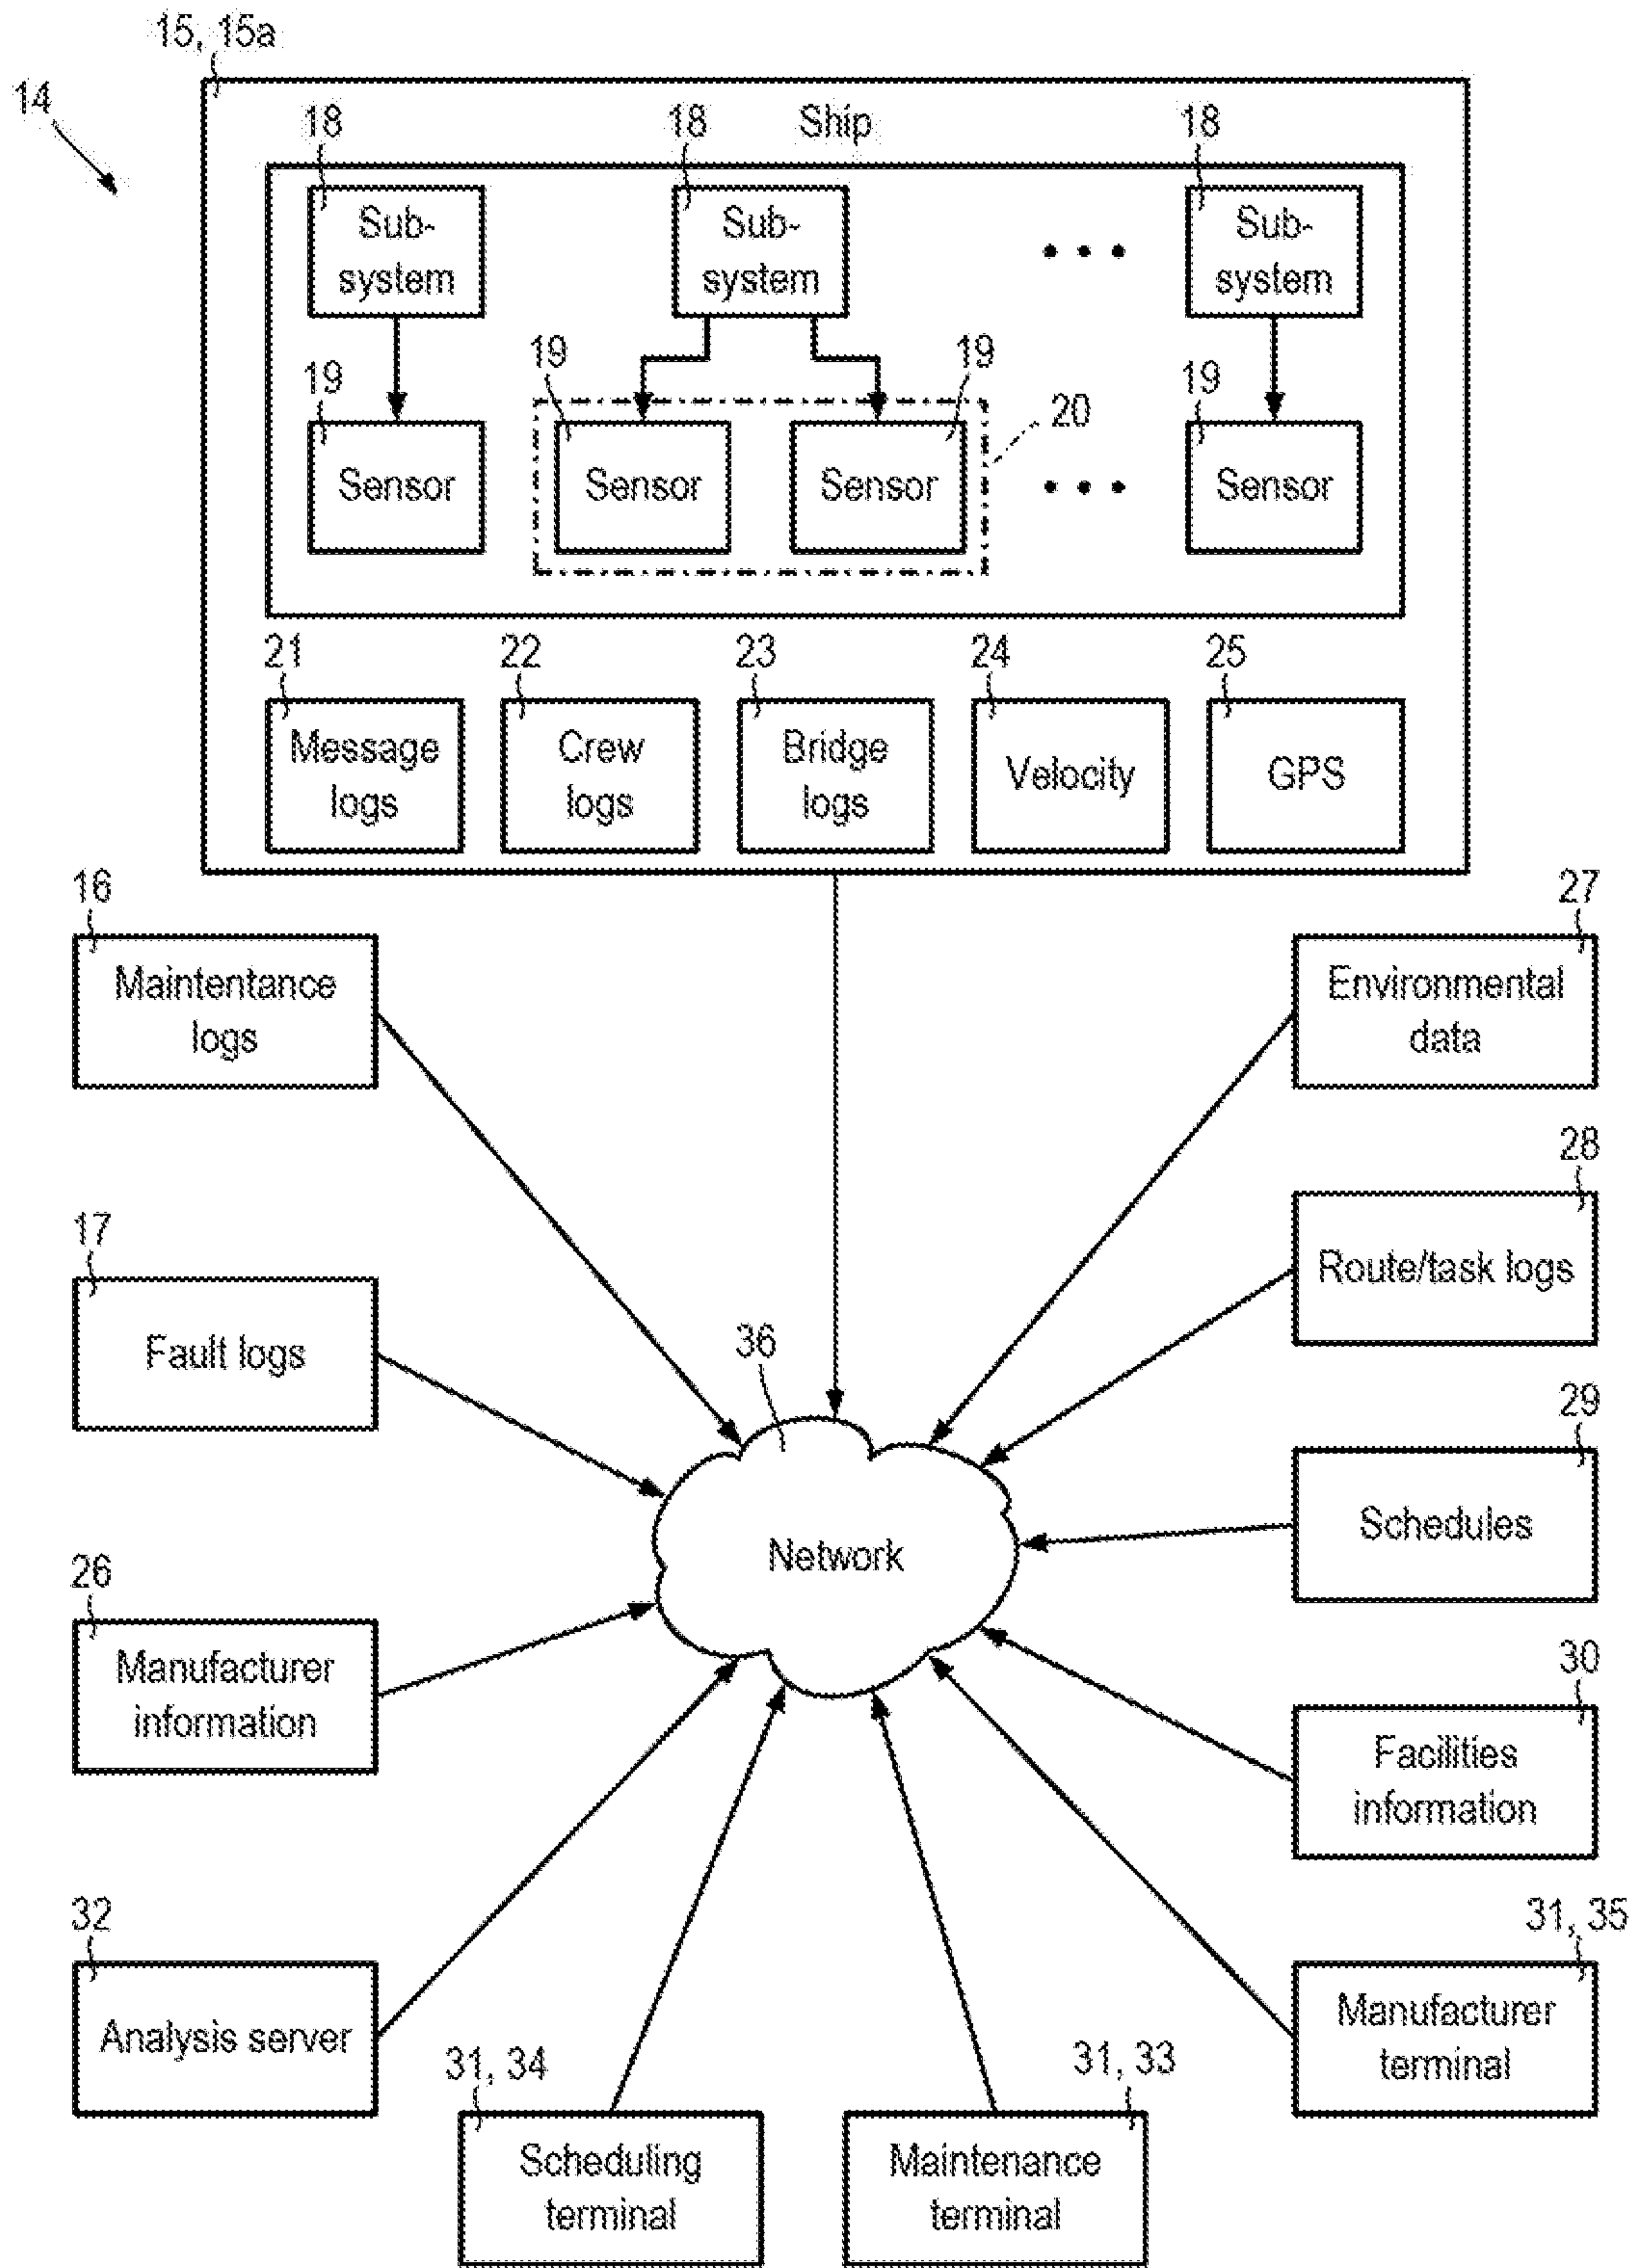 15, 15a
14
Ship
18
18
18
Sub-
system
Sub-
system
Sub-
system
19
19
19
20
19
Sensor
Sensor
Sensor
Sensor
21
22
23
24
25
Message
logs
Crew
logs
Bridge
logs
Velocity
GPS
16
Maintentance
logs
27
Environmental
data
28
Route/task logs
17
Fault logs
36
Network
29
Schedules
26
Manufacturer
information
30
Facilities
information
32
Analysis server
31, 35
Manufacturer
terminal
31, 34
Scheduling
terminal
31, 33
Maintenance
terminal